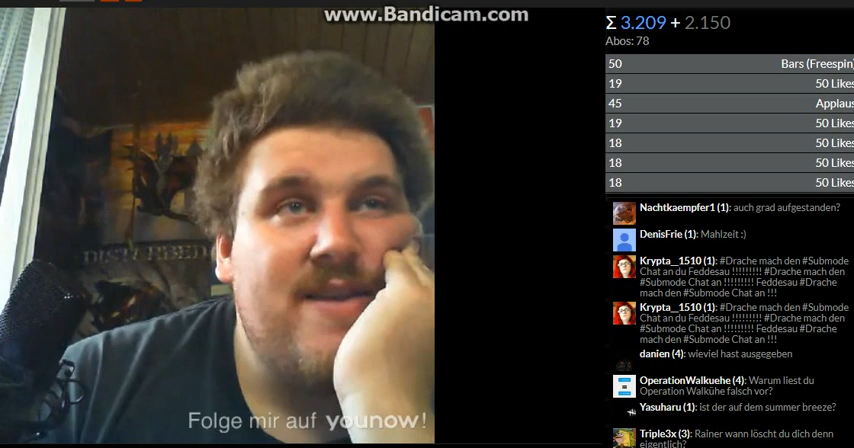 www.Bandicam.com
Σ 3.209 + 2.150
Abos: 78
50 Bars (Freespin)
19 50 Likes
45 Applaus
19 50 Likes
18 50 Likes
18 50 Likes
18 50 Likes
DISTURBED
Nachtkaempfer1 (1): auch grad aufgestanden?
DenisFrie (1): Mahlzeit :)
Krypta_1510 (1): #Drache mach den #Submode
Chat an du Feddesau !!!!!!!!! #Drache mach den
#Submode Chat an !!!!!!!!! Feddesau #Drache
mach den #Submode Chat an !!!
Krypta_1510 (1): #Drache mach den #Submode
Chat an du Feddesau !!!!!!!!! #Drache mach den
#Submode Chat an !!!!!!!!! Feddesau #Drache
mach den #Submode Chat an !!!
danien (4): wieviel hast ausgegeben
OperationWalkuehe (4): Warum liest du
Operation Walkühe falsch vor?
Yasuharu (1): ist der auf dem summer breeze?
Triple3x (3): Rainer wann löscht du dich denn
eigentlich?
Folge mir auf younow!